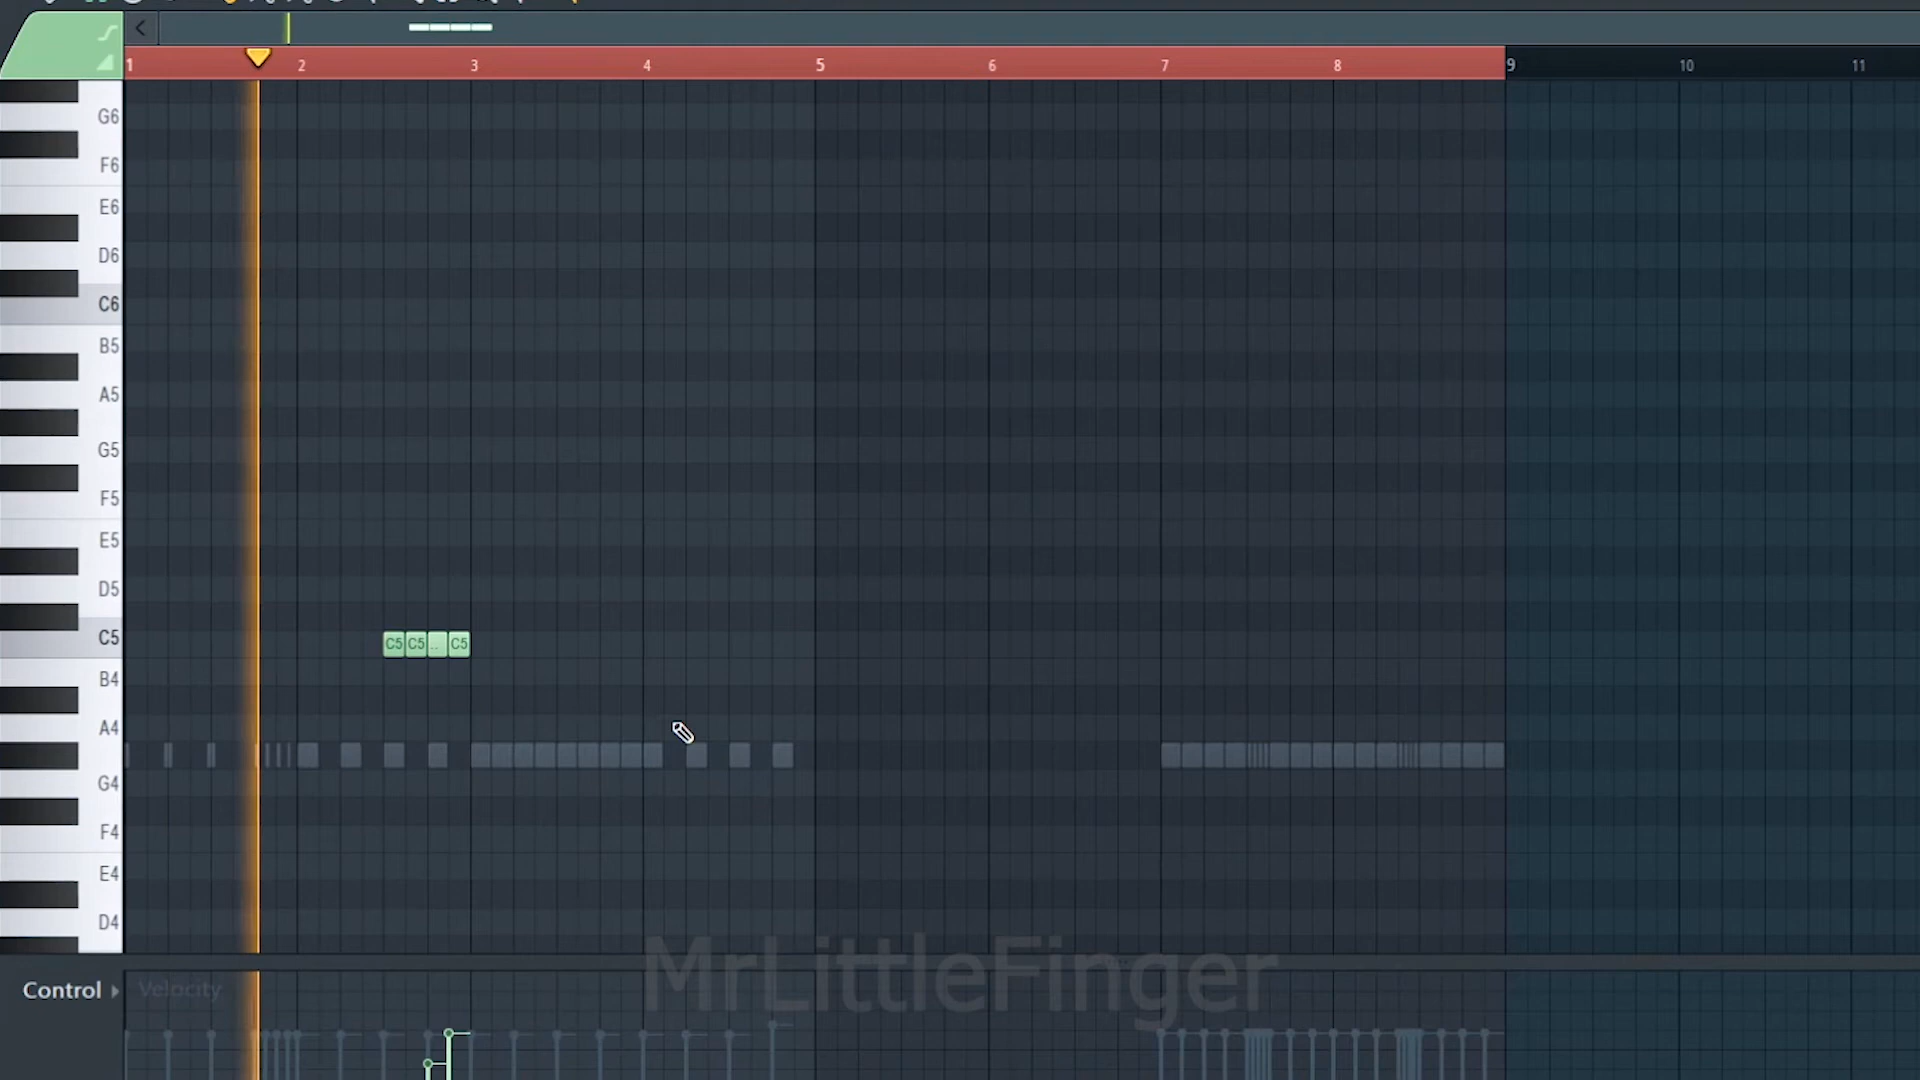 1 2 3 4 5 6 7 8 9 10 11
G6
F6
E6
D6
C6
B5
A5
G5
F5
E5
D5
C5 C5 C5 .. C5
B4
A4
G4
F4
E4
D4
MrLittleFinger
Control Velocity